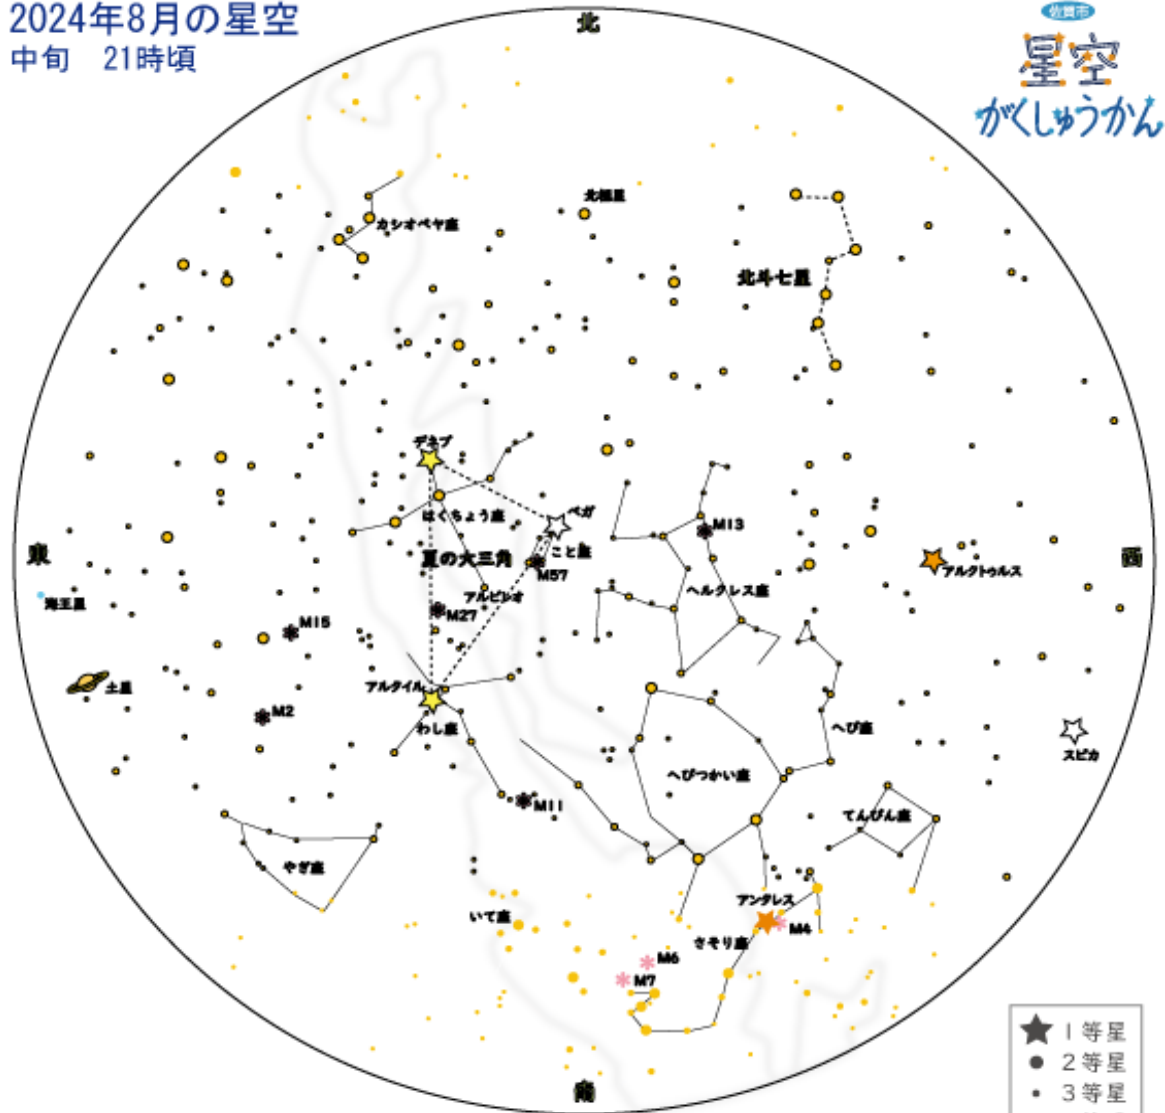 2024年8月の星空
中旬 21時頃
佐賀市
星空
がくしゅうかん
北
北極星
カシオペヤ座
北斗七星
デネブ
ベガ
はくちょう座
M13
東
夏の大三角
こと座
西
M57
アルクトゥルス
海王星
アルビレオ
ヘルクレス座
M27
M15
土星
アルタイル
M2
わし座
へび座
スピカ
へびつかい座
M11
てんびん座
やぎ座
アンタレス
いて座
M4
さそり座
M6
M7
南
1等星
2等星
3等星